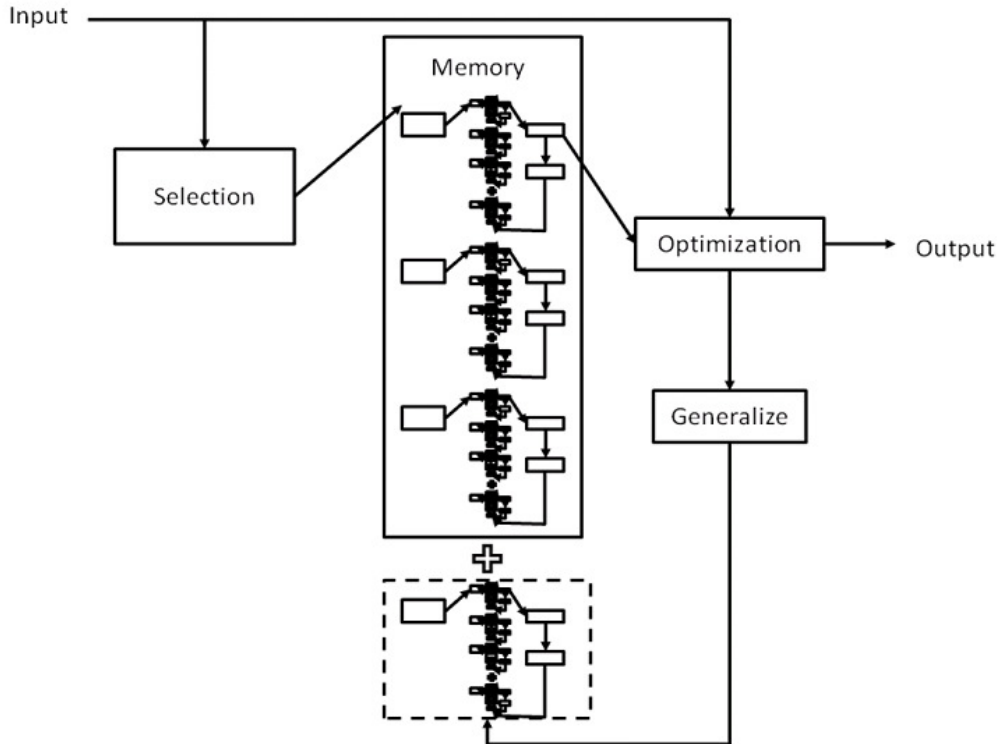 Input
Memory
Selection
Optimization
Output
Generalize